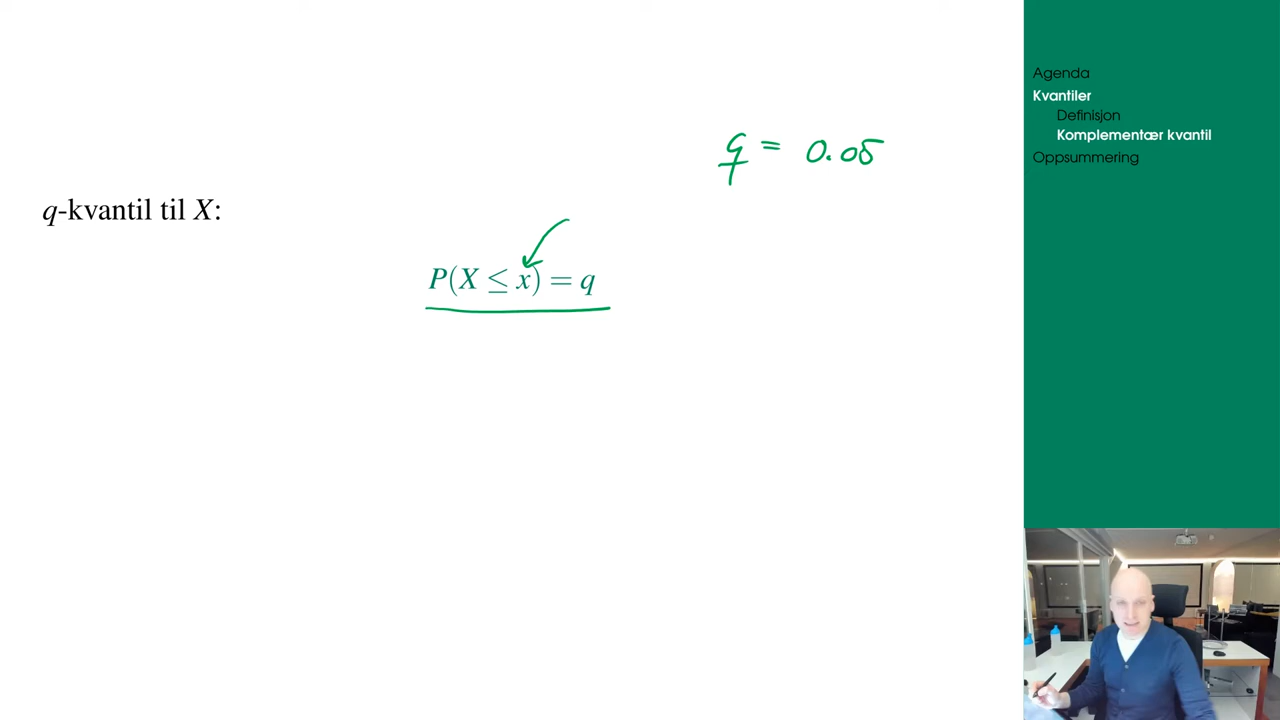 q = 0.05
q-kvantil til X:
P(X ≤ x) = q
Agenda
Kvantiler
Definisjon
Komplementær kvantil
Oppsummering